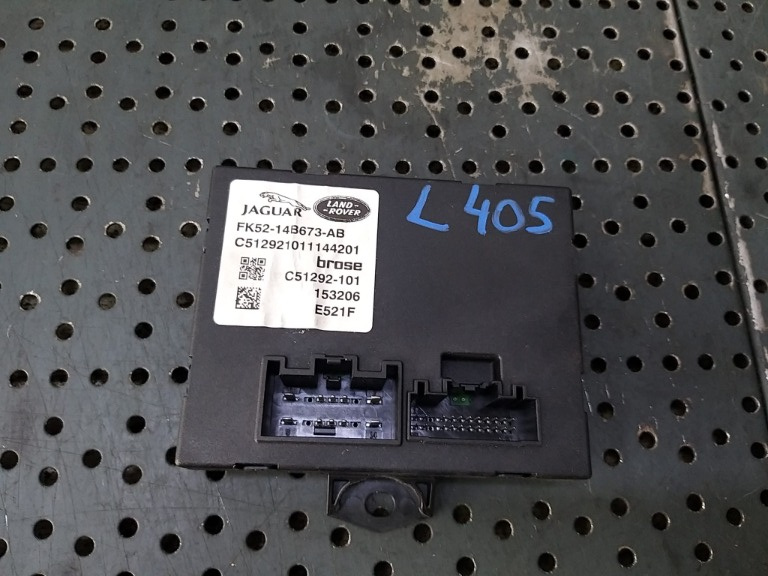 JAGUAR
LAND-
-ROVER
FK52-14B673-AB
C512921011144201
brose
C51292-101
153206
E521F
L405